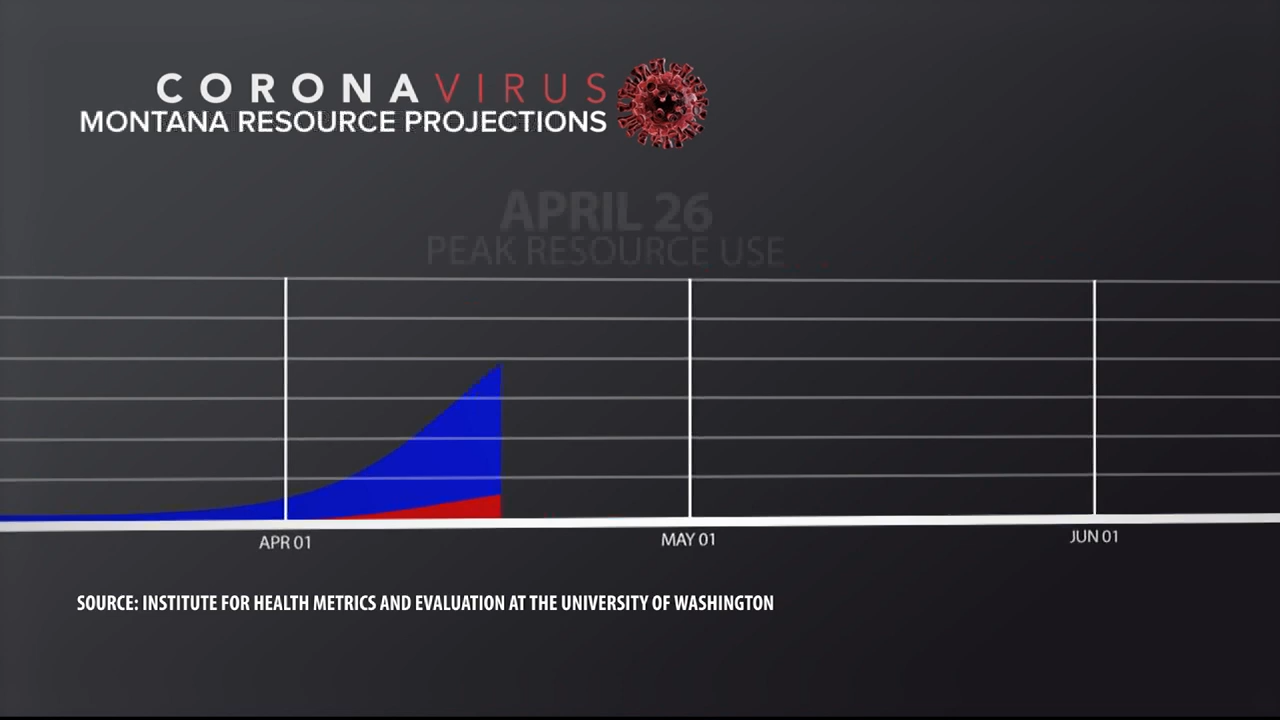 CORONAVIRUS
MONTANA RESOURCE PROJECTIONS
APRIL 26
PEAK RESOURCE USE
APR 01
MAY 01
JUN 01
SOURCE: INSTITUTE FOR HEALTH METRICS AND EVALUATION AT THE UNIVERSITY OF WASHINGTON